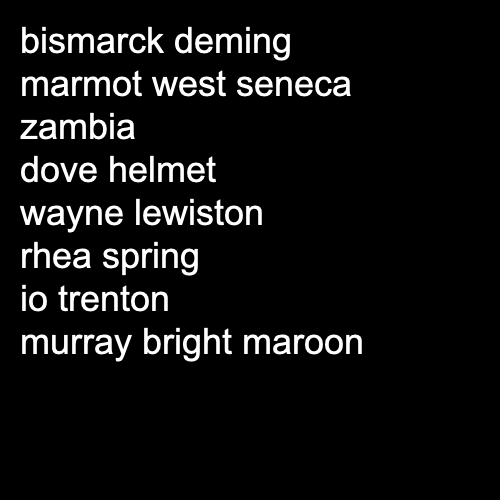 bismarck deming
marmot west seneca
zambia
dove helmet
wayne lewiston
rhea spring
io trenton
murray bright maroon